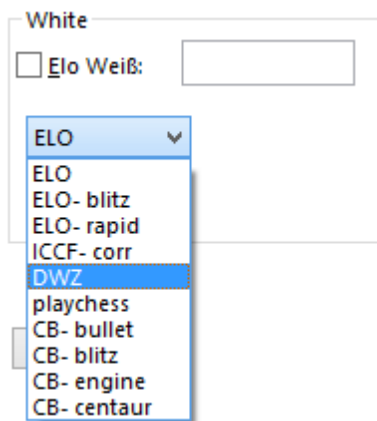 White
Elo Weiß:
ELO
ELO
ELO- blitz
ELO- rapid
ICCF- corr
DWZ
playchess
CB- bullet
CB- blitz
CB- engine
CB- centaur